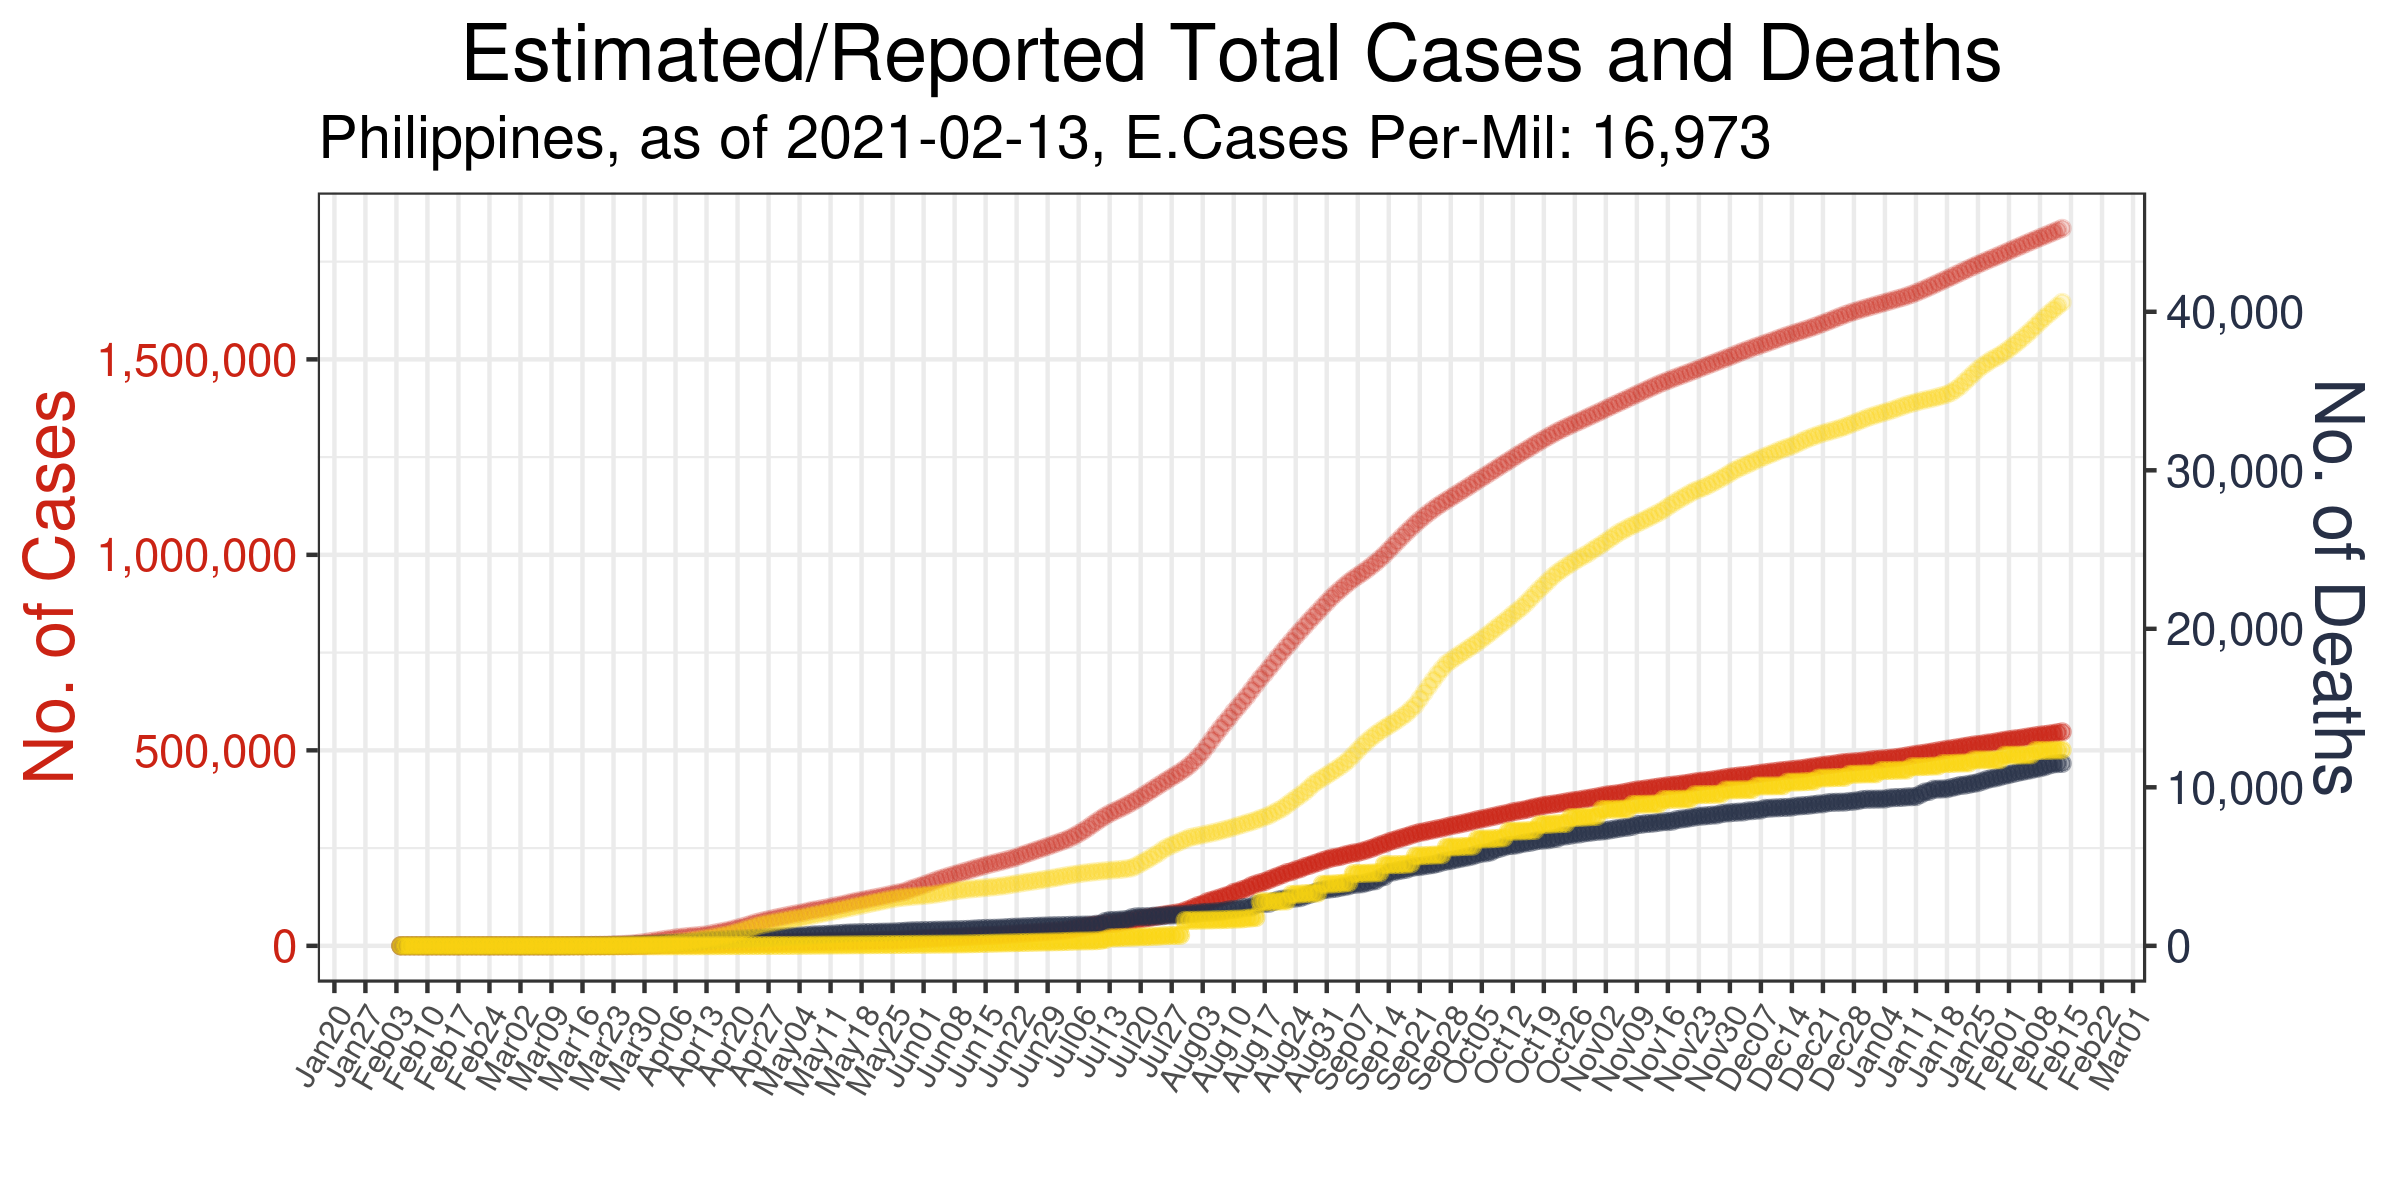 Estimated/Reported Total Cases and Deaths
Philippines, as of 2021-02-13, E.Cases Per-Mil: 16,973
No. of Cases
1,500,000
1,000,000
500,000
0
40,000
30,000
20,000
10,000
0
No. of Deaths
Jan20
Jan27
Feb03
Feb10
Feb17
Feb24
Mar02
Mar09
Mar16
Mar23
Mar30
Apr06
Apr13
Apr20
Apr27
May04
May11
May18
May25
Jun01
Jun08
Jun15
Jun22
Jun29
Jul06
Jul13
Jul20
Jul27
Aug03
Aug10
Aug17
Aug24
Aug31
Sep07
Sep14
Sep21
Sep28
Oct05
Oct12
Oct19
Oct26
Nov02
Nov09
Nov16
Nov23
Nov30
Dec07
Dec14
Dec21
Dec28
Jan04
Jan11
Jan18
Jan25
Feb01
Feb08
Feb15
Feb22
Mar01